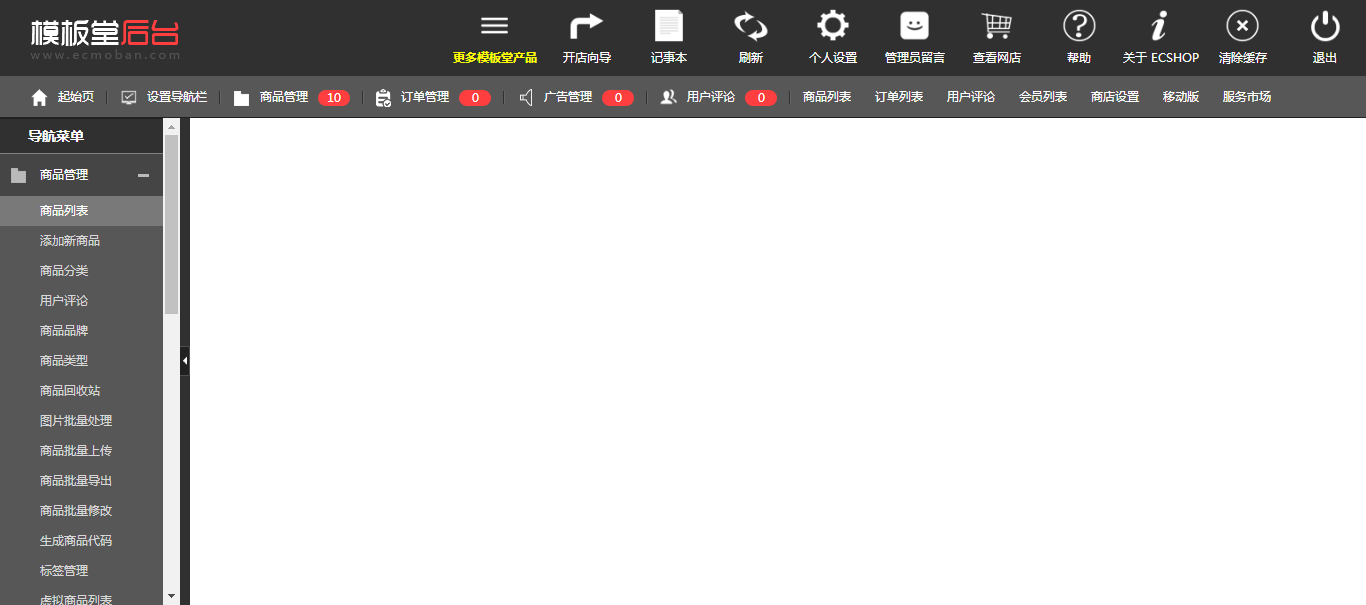 模板堂后台
www.ecmoban.com
更多模板堂产品 开店向导 记事本 刷新 个人设置 管理员留言 查看网店 帮助 关于 ECSHOP 清除缓存 退出
起始页 设置导航栏 商品管理 10 订单管理 0 广告管理 0 用户评论 0 商品列表 订单列表 用户评论 会员列表 商店设置 移动版 服务市场
导航菜单
商品管理
商品列表
添加新商品
商品分类
用户评论
商品品牌
商品类型
商品回收站
图片批量处理
商品批量上传
商品批量导出
商品批量修改
生成商品代码
标签管理
虚拟商品列表